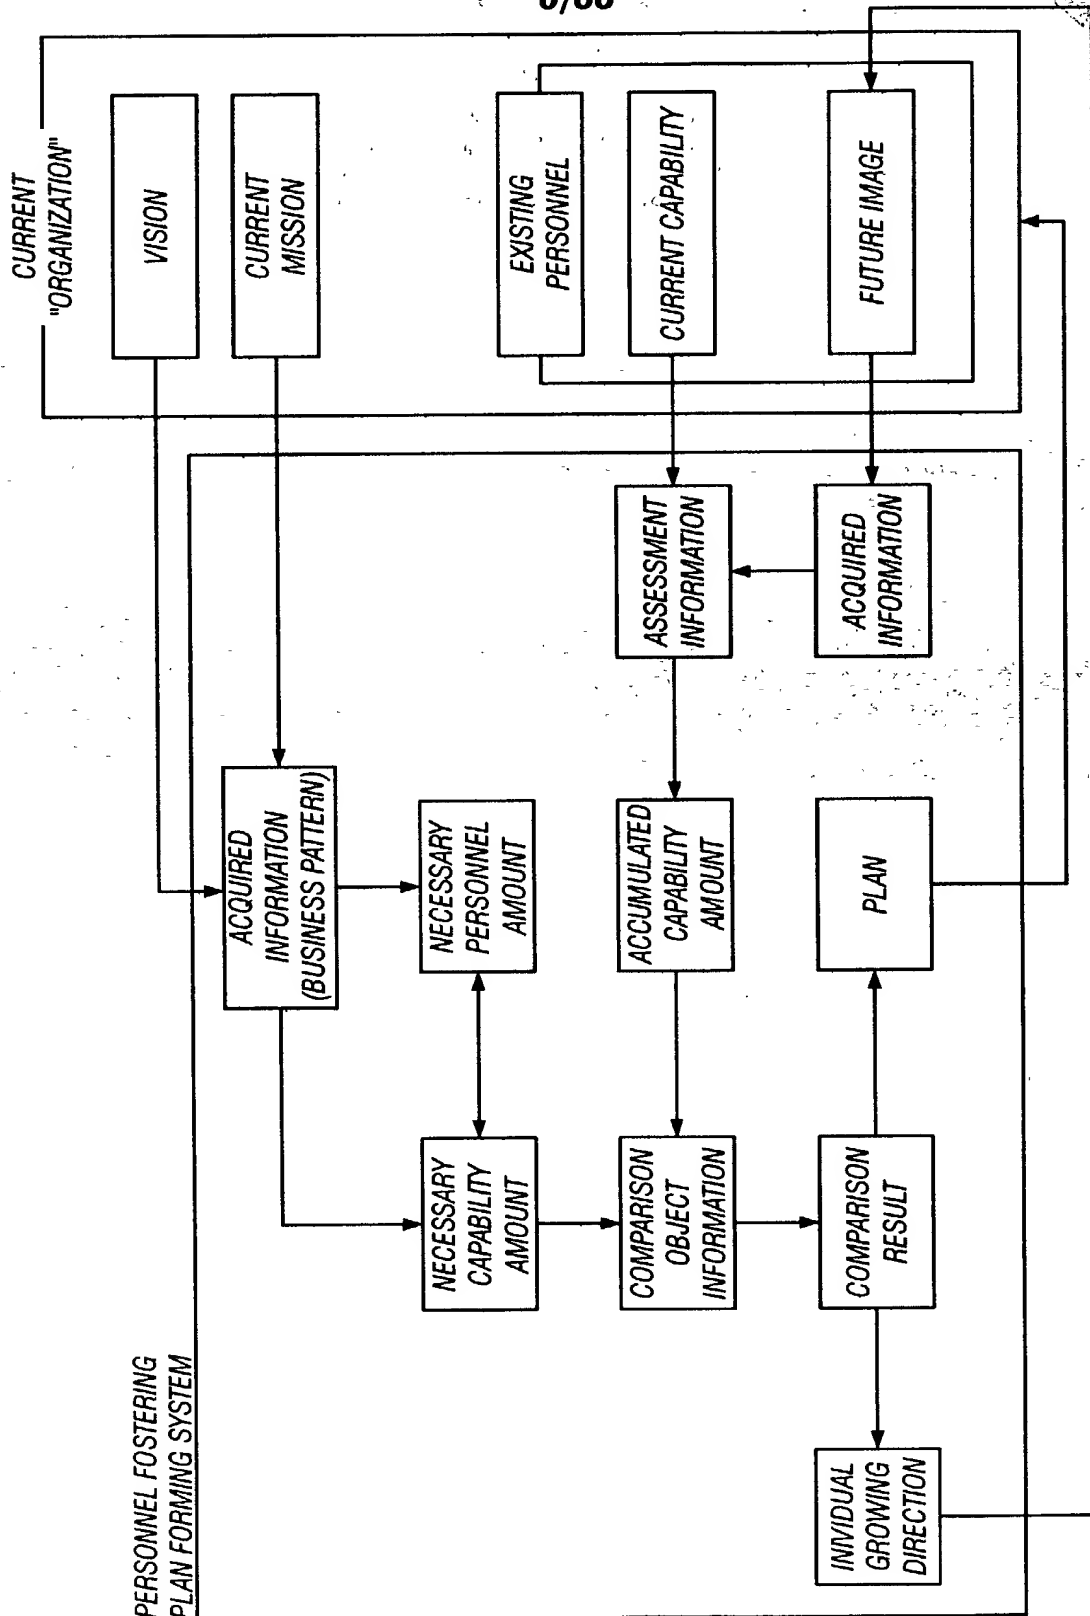 CURRENT
"ORGANIZATION"
VISION
CURRENT
MISSION
EXISTING
PERSONNEL
CURRENT CAPABILITY
FUTURE IMAGE
ASSESSMENT
INFORMATION
ACQUIRED
INFORMATION
ACQUIRED
INFORMATION
(BUSINESS PATTERN)
NECESSARY
PERSONNEL
AMOUNT
ACCUMULATED
CAPABILITY
AMOUNT
PLAN
NECESSARY
CAPABILITY
AMOUNT
COMPARISON
OBJECT
INFORMATION
COMPARISON
RESULT
INIVIDUAL
GROWING
DIRECTION
PERSONNEL FOSTERING
PLAN FORMING SYSTEM